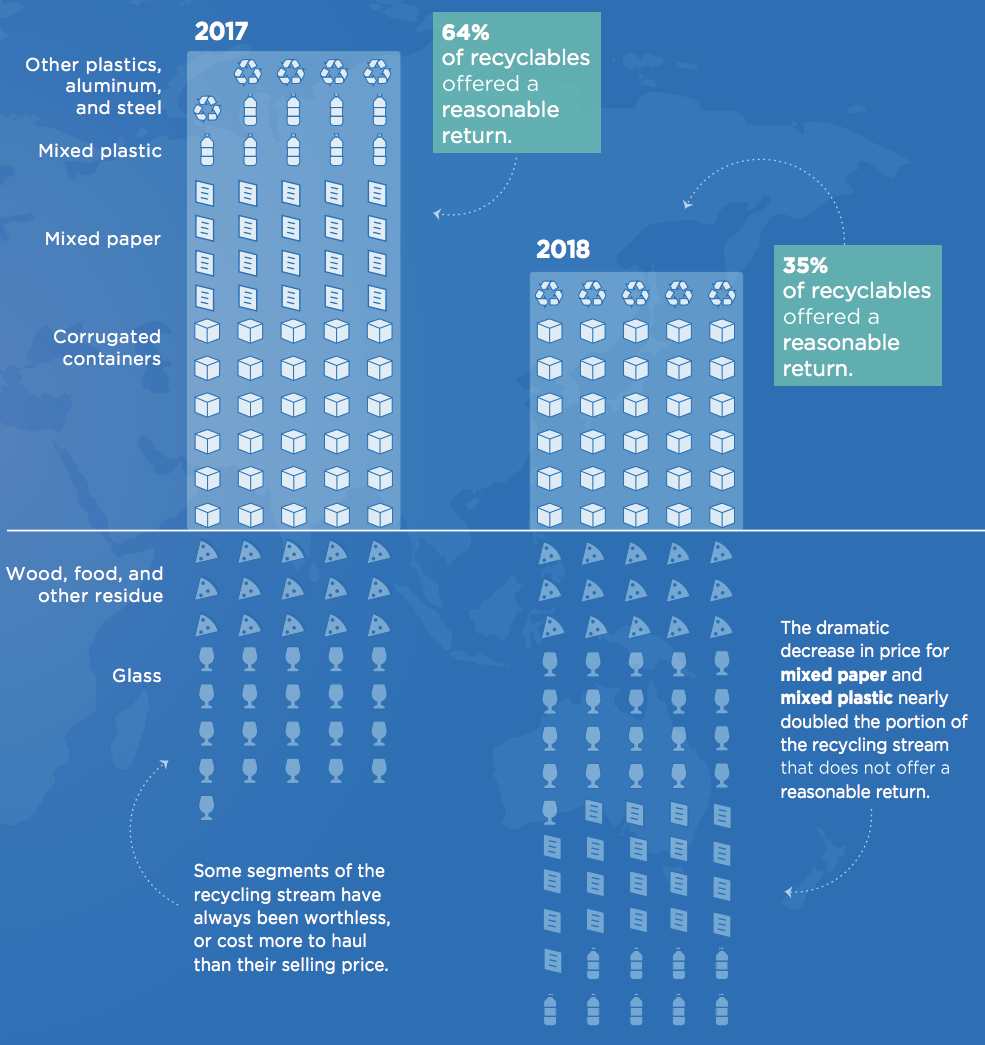 2017
64%
of recyclables
offered a
reasonable
return.
Other plastics,
aluminum,
and steel
Mixed plastic
Mixed paper
Corrugated
containers
2018
35%
of recyclables
offered a
reasonable
return.
Wood, food, and
other residue
Glass
Some segments of the
recycling stream have
always been worthless,
or cost more to haul
than their selling price.
The dramatic
decrease in price for
mixed paper and
mixed plastic nearly
doubled the portion of
the recycling stream
that does not offer a
reasonable return.